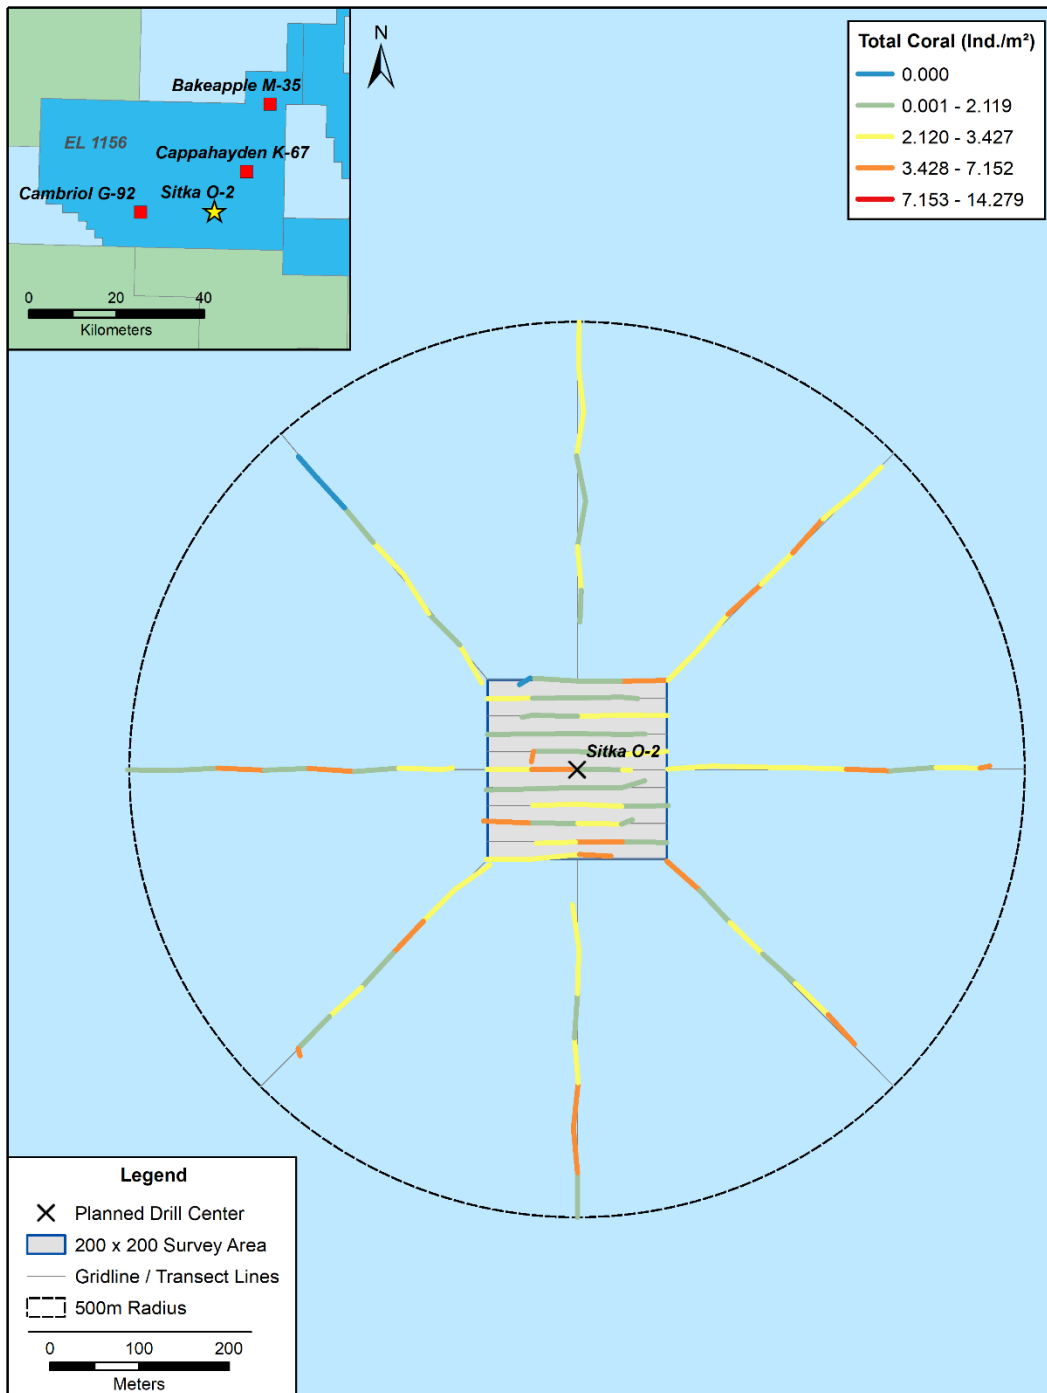 Bakeapple M-35
EL 1156
Cappahayden K-67
Cambriol G-92
Sitka O-2
0 20 40
Kilometers
N
Total Coral (Ind./m²)
0.000
0.001 - 2.119
2.120 - 3.427
3.428 - 7.152
7.153 - 14.279
Sitka O-2
Legend
Planned Drill Center
200 x 200 Survey Area
Gridline / Transect Lines
500m Radius
0 100 200
Meters